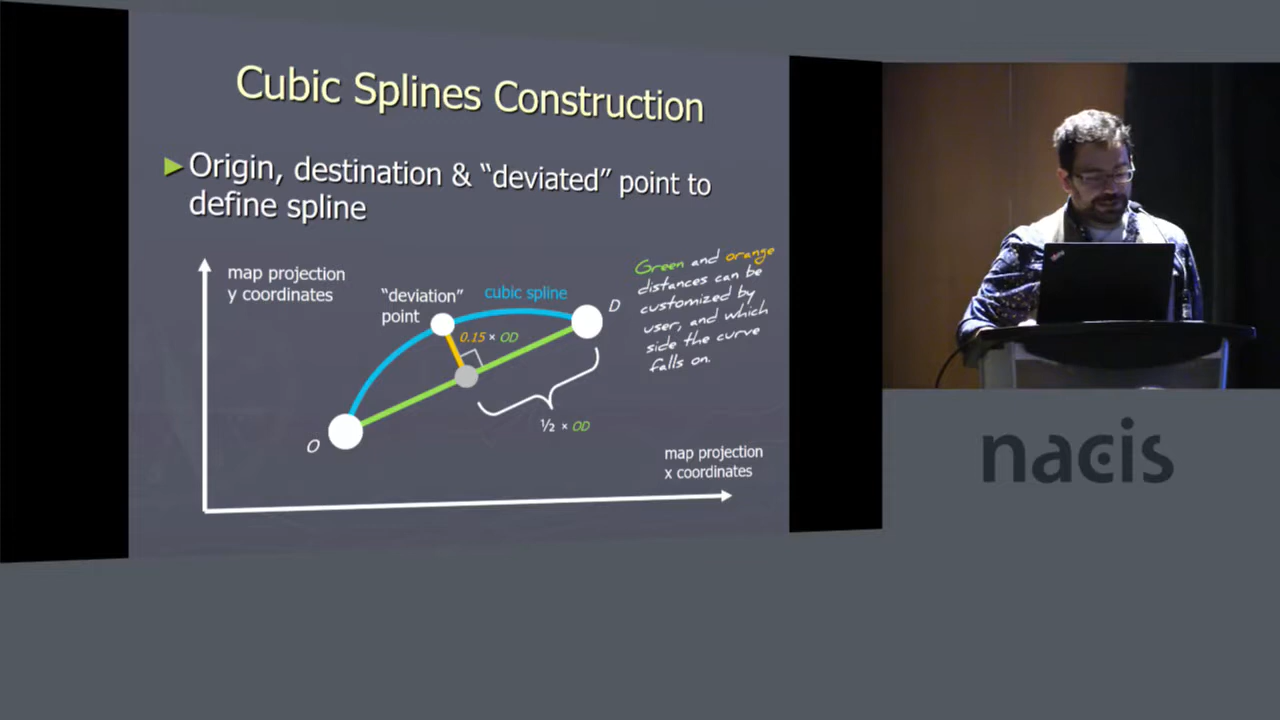 Cubic Splines Construction
Origin, destination & “deviated” point to
define spline
map projection
y coordinates
“deviation”
point
cubic spline
D
0.15 × OD
O
½ × OD
Green and orange
distances can be
customized by
user, and which
side the curve
falls on.
map projection
x coordinates
nacis